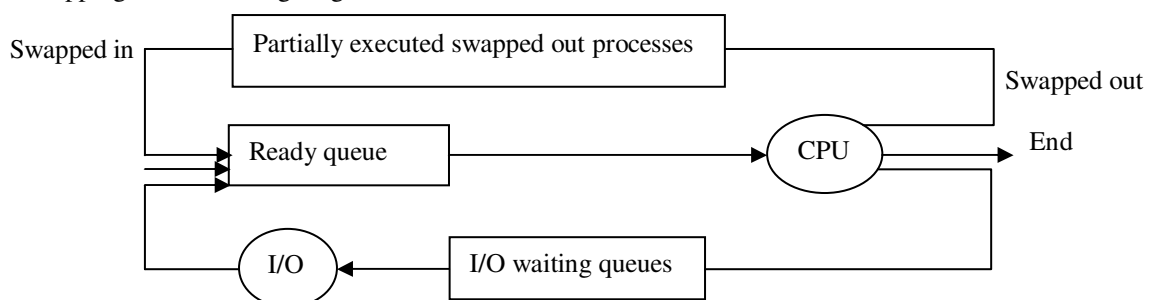 Swapped in
Partially executed swapped out processes
Swapped out
Ready queue
CPU
End
I/O
I/O waiting queues